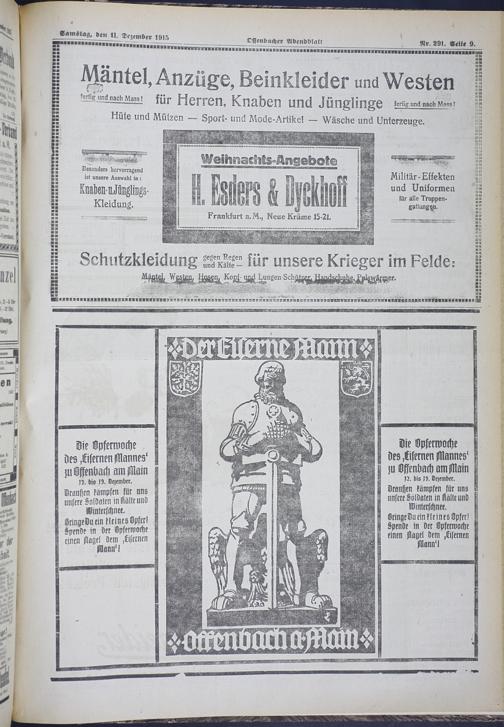 Samstag, den 11. Dezember 1915
Offenbacher Abendblatt
Nr. 291. Seite 9.
Mäntel, Anzüge, Beinkleider und Westen
fertig und nach Mass!
für Herren, Knaben und Jünglinge
fertig und nach Mass!
Hüte und Mützen — Sport- und Mode-Artikel — Wäsche und Unterzeuge.
Besonders hervorragend
ist unsere Auswahl in:
Knaben-u Jünglings-
Kleidung.
Weihnachts-Angebote
H. Esders & Dyckhoff
Frankfurt a. M., Neue Kräme 15-21.
Militär-Effekten
und Uniformen
für alle Truppen-
gattungen.
Schutzkleidung gegen Regen und Kälte für unsere Krieger im Felde:
Mäntel, Westen, Hosen, Kopf- und Lungen-Schützer, Handschuhe, Pulswärmer.
Der Eiserne Mann
Die Opferwoche
des „Eisernen Mannes“
zu Offenbach am Main
12. bis 19. Dezember.
Draußen kämpfen für uns
unsere Soldaten in Kälte und
Winterschnee.
Bringe Du ein kleines Opfer!
Spende in der Opferwoche
einen Nagel dem „Eisernen
Mann“!
Die Opferwoche
des „Eisernen Mannes“
zu Offenbach am Main
12. bis 19. Dezember.
Draußen kämpfen für uns
unsere Soldaten in Kälte und
Winterschnee.
Bringe Du ein kleines Opfer!
Spende in der Opferwoche
einen Nagel dem „Eisernen
Mann“!
Offenbach a. Main